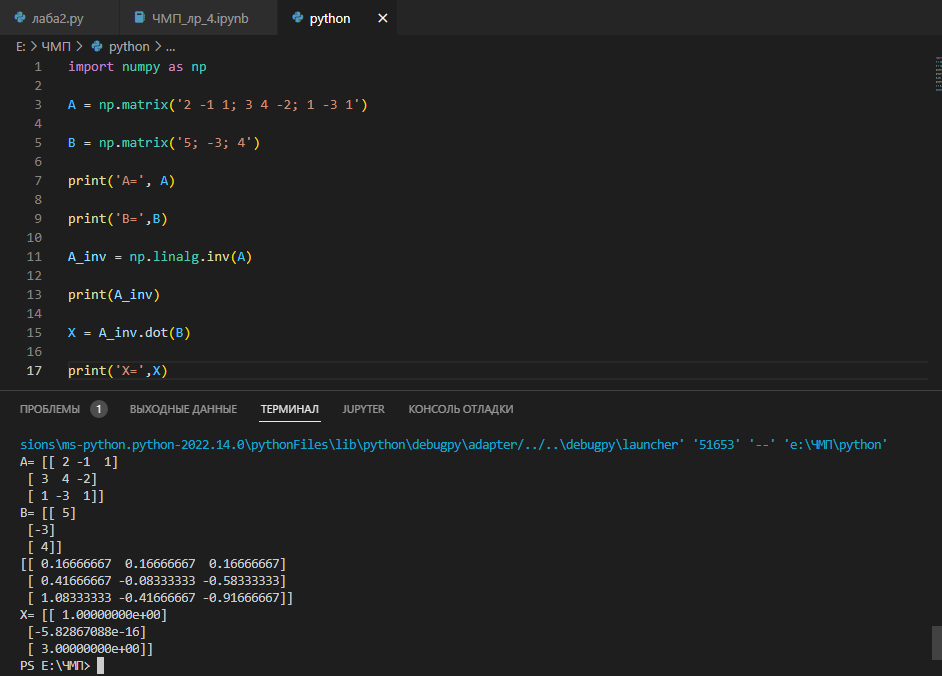 лаба2.py ЧМП_лр_4.ipynb python ✕
E: > ЧМП > python > ...
1 import numpy as np
2
3 A = np.matrix('2 -1 1; 3 4 -2; 1 -3 1')
4
5 B = np.matrix('5; -3; 4')
6
7 print('A=', A)
8
9 print('B=',B)
10
11 A_inv = np.linalg.inv(A)
12
13 print(A_inv)
14
15 X = A_inv.dot(B)
16
17 print('X=',X)
ПРОБЛЕМЫ 1 ВЫХОДНЫЕ ДАННЫЕ ТЕРМИНАЛ JUPYTER КОНСОЛЬ ОТЛАДКИ
sions\ms-python.python-2022.14.0\pythonFiles\lib\python\debugpy\adapter/../..\debugpy\launcher' '51653' '--' 'e:\ЧМП\python'
A= [[ 2 -1  1]
 [ 3  4 -2]
 [ 1 -3  1]]
B= [[ 5]
 [-3]
 [ 4]]
[[ 0.16666667  0.16666667  0.16666667]
 [ 0.41666667 -0.08333333 -0.58333333]
 [ 1.08333333 -0.41666667 -0.91666667]]
X= [[ 1.00000000e+00]
 [-5.82867088e-16]
 [ 3.00000000e+00]]
PS E:\ЧМП>